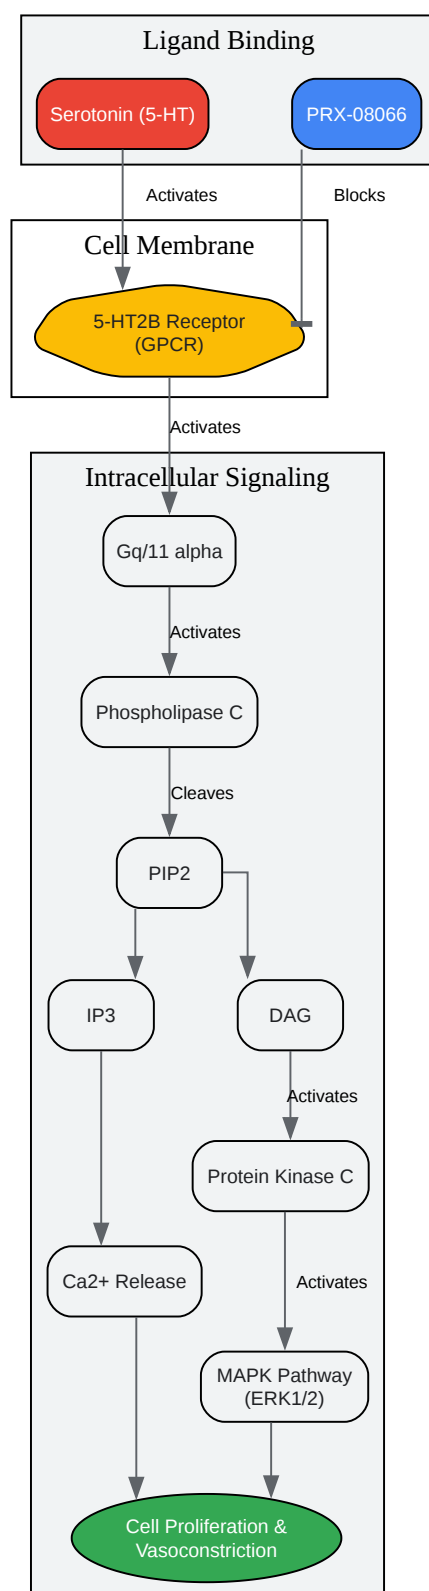 Ligand Binding
Serotonin (5-HT)
PRX-08066
Activates
Blocks
Cell Membrane
5-HT2B Receptor
(GPCR)
Activates
Intracellular Signaling
Gq/11 alpha
Activates
Phospholipase C
Cleaves
PIP2
IP3
DAG
Activates
Protein Kinase C
Ca2+ Release
Activates
MAPK Pathway
(ERK1/2)
Cell Proliferation &
Vasoconstriction